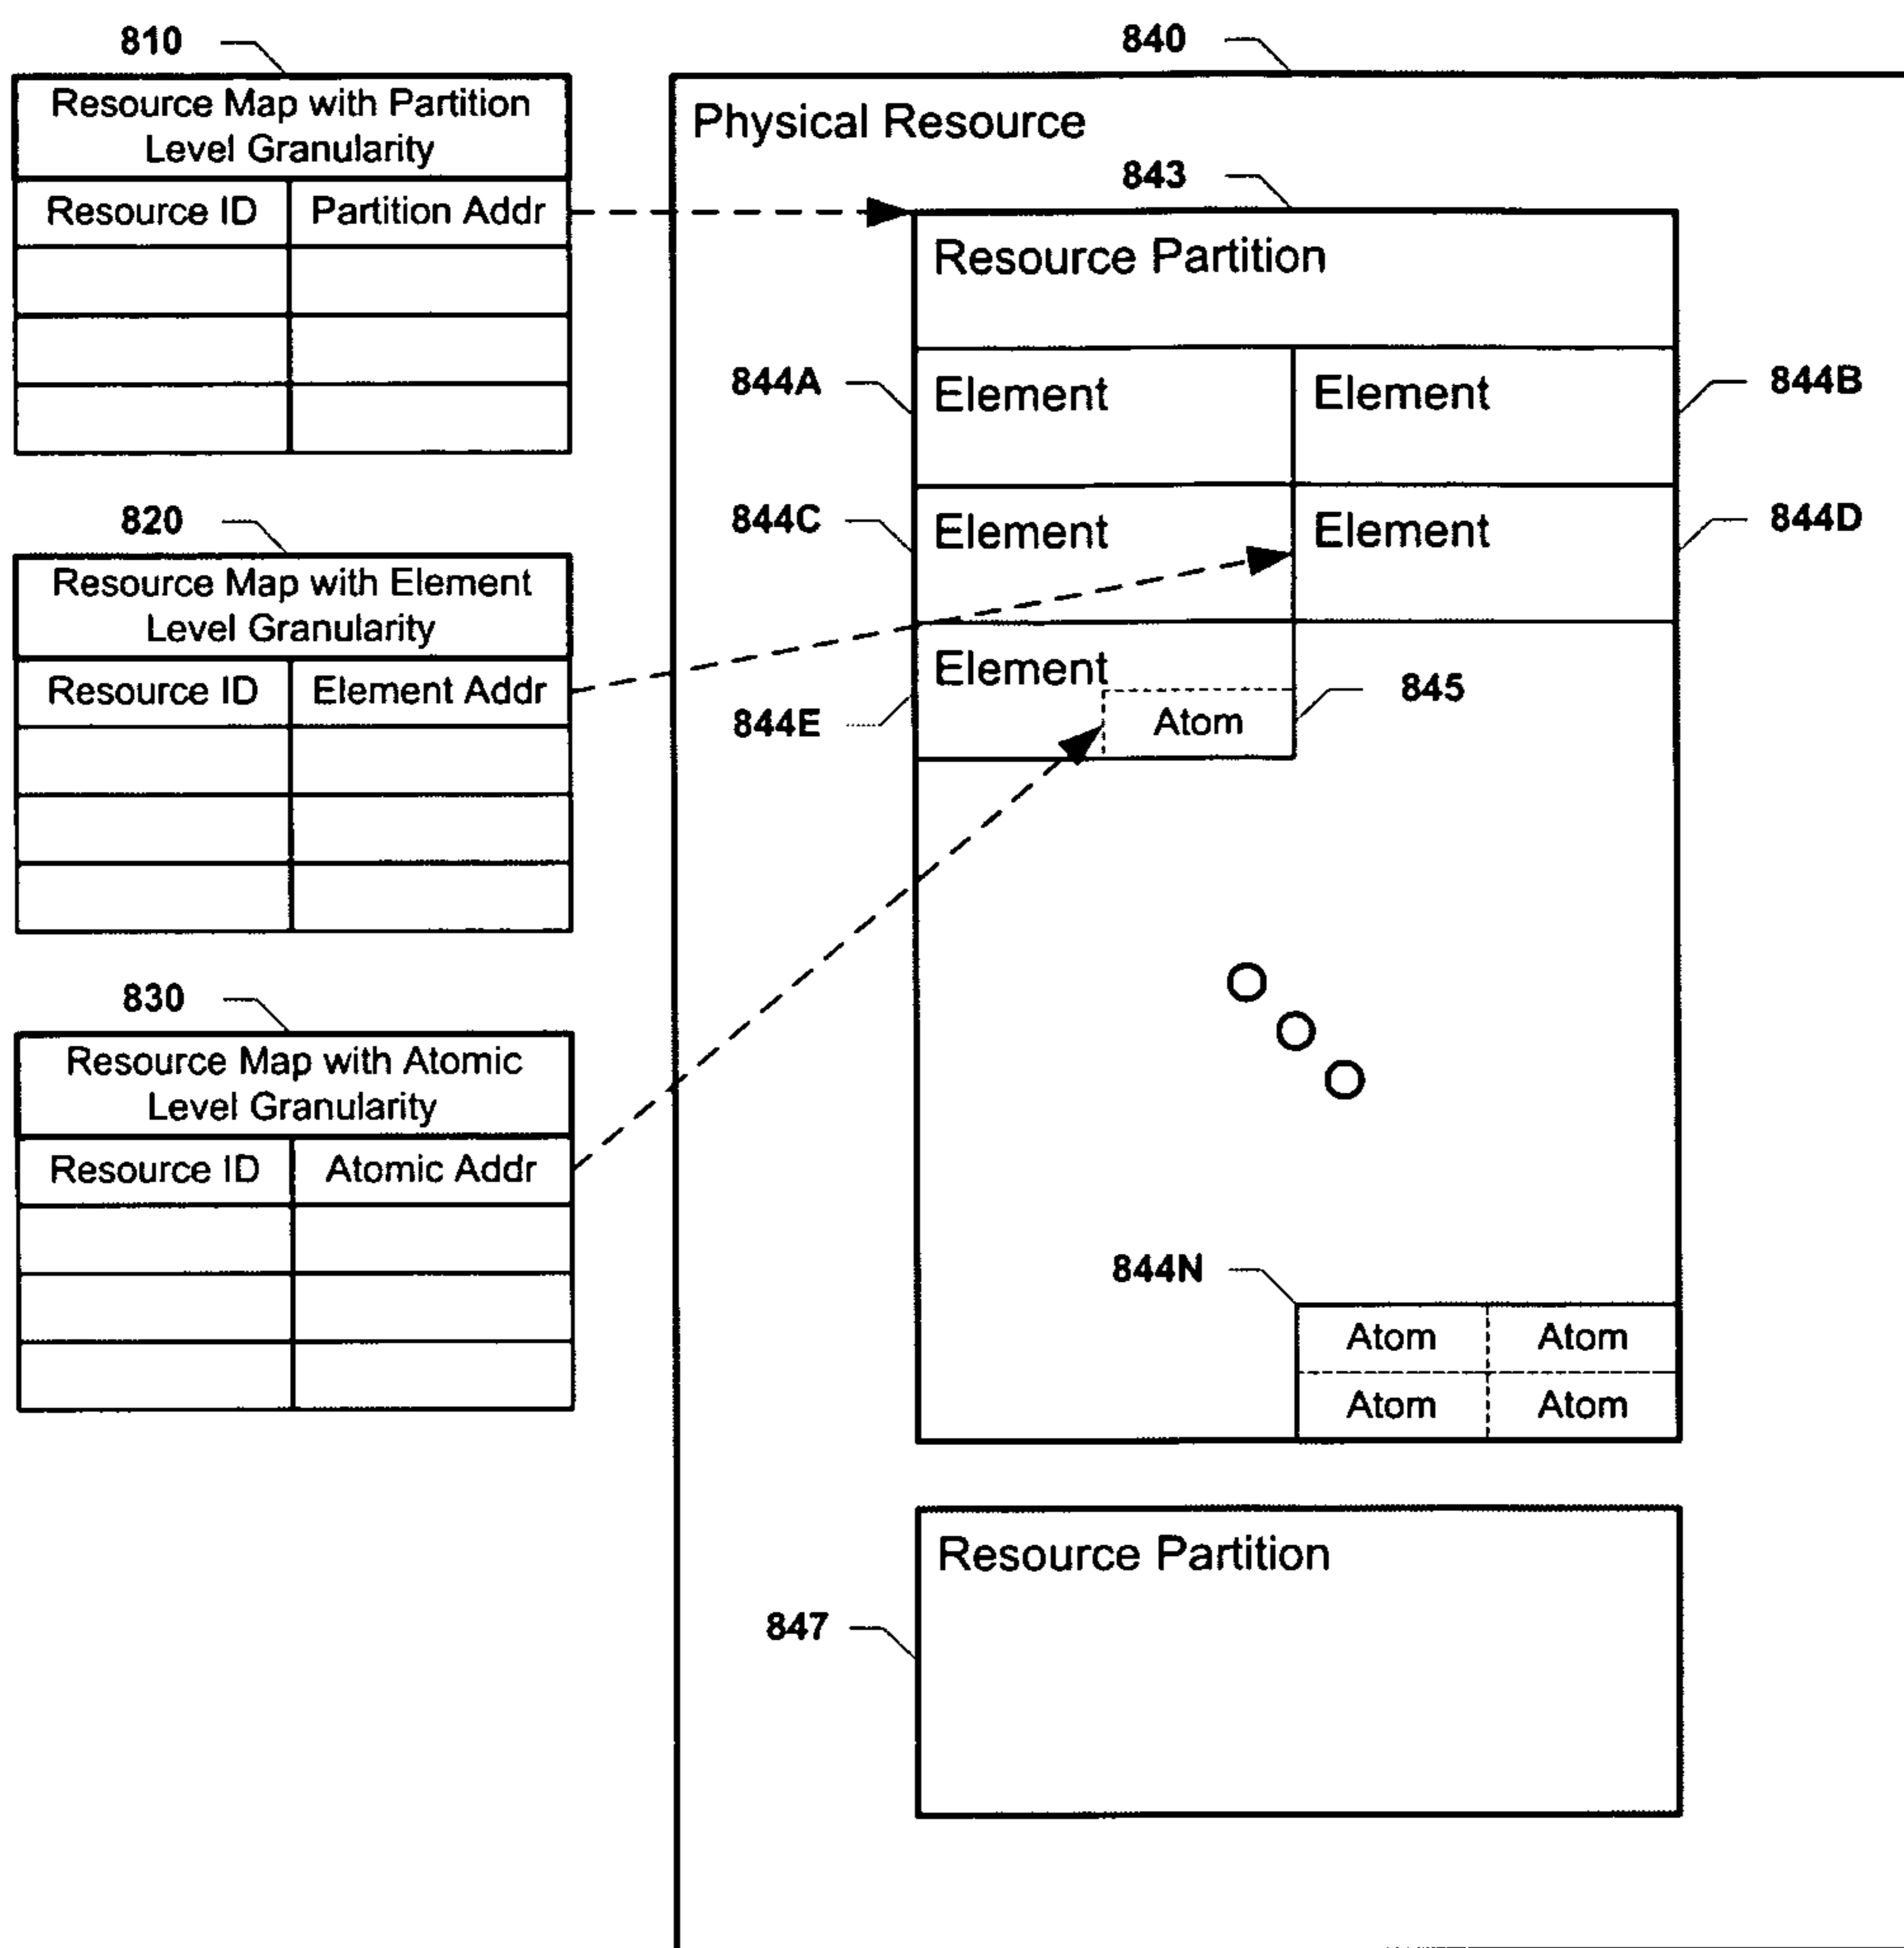 810
Resource Map with Partition
Level Granularity
Resource ID Partition Addr
820
Resource Map with Element
Level Granularity
Resource ID Element Addr
830
Resource Map with Atomic
Level Granularity
Resource ID Atomic Addr
840
Physical Resource
843
Resource Partition
844A Element Element 844B
844C Element Element 844D
Element
844E Atom 845
844N
Atom Atom
Atom Atom
Resource Partition
847